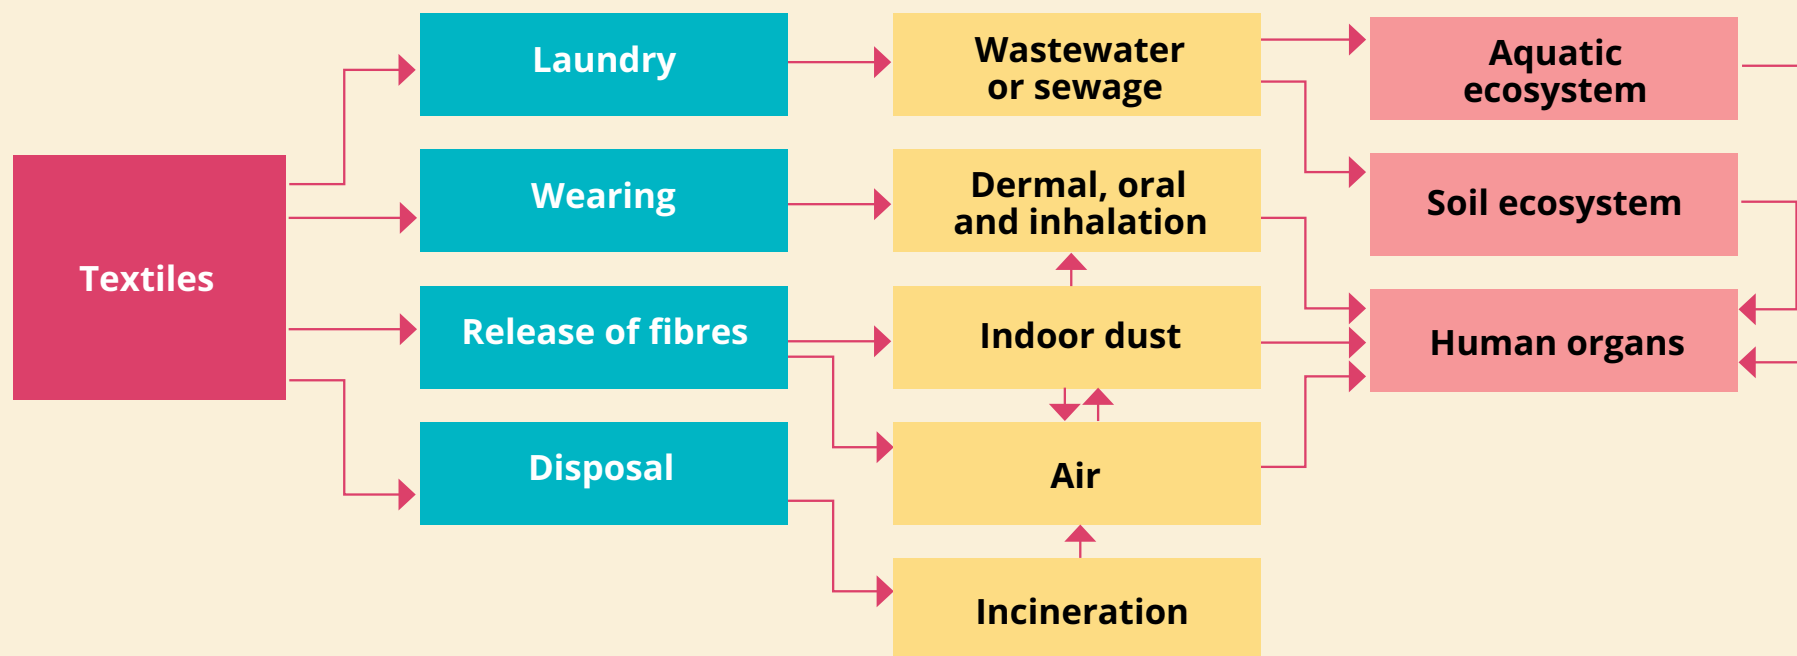 Textiles
Laundry
Wearing
Release of fibres
Disposal
Wastewater
or sewage
Dermal, oral
and inhalation
Indoor dust
Air
Incineration
Aquatic
ecosystem
Soil ecosystem
Human organs